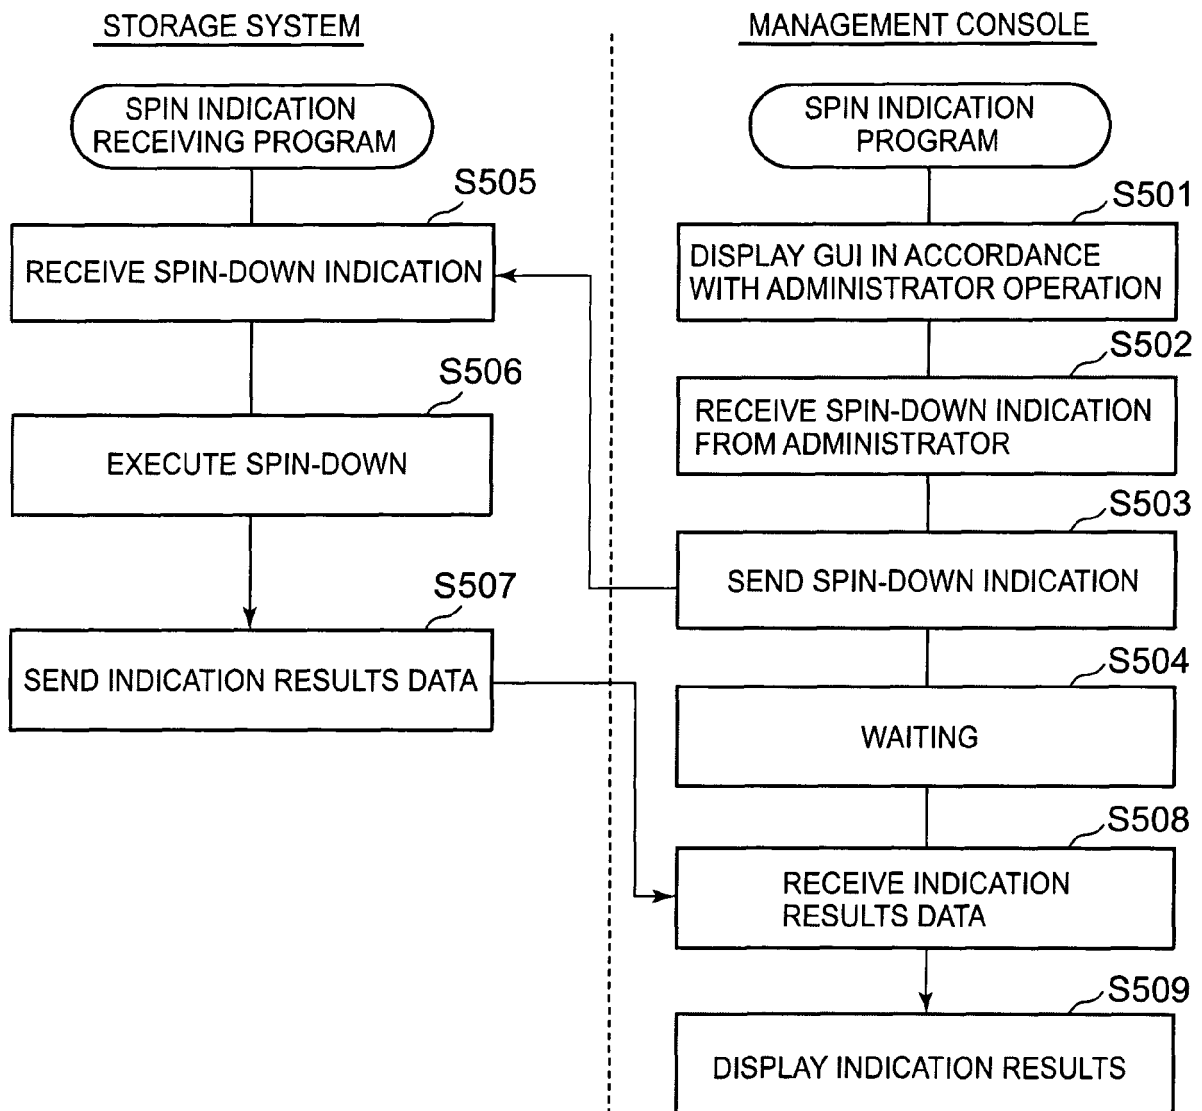 STORAGE SYSTEM
SPIN INDICATION
RECEIVING PROGRAM
S505
RECEIVE SPIN-DOWN INDICATION
S506
EXECUTE SPIN-DOWN
S507
SEND INDICATION RESULTS DATA
MANAGEMENT CONSOLE
SPIN INDICATION
PROGRAM
S501
DISPLAY GUI IN ACCORDANCE
WITH ADMINISTRATOR OPERATION
S502
RECEIVE SPIN-DOWN INDICATION
FROM ADMINISTRATOR
S503
SEND SPIN-DOWN INDICATION
S504
WAITING
S508
RECEIVE INDICATION
RESULTS DATA
S509
DISPLAY INDICATION RESULTS